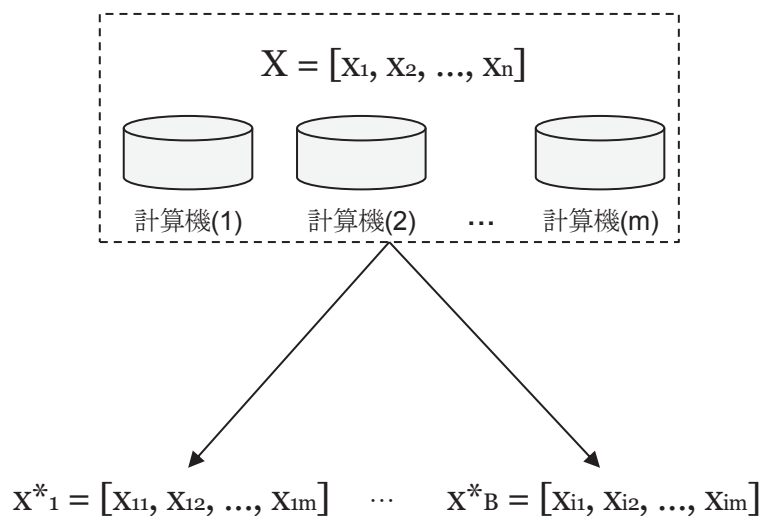 X = [x₁, x₂, ..., xₙ]
計算機(1) 計算機(2) ... 計算機(m)
x*₁ = [x₁₁, x₁₂, ..., x₁ₘ] ... x*B = [xᵢ₁, xᵢ₂, ..., xᵢₘ]